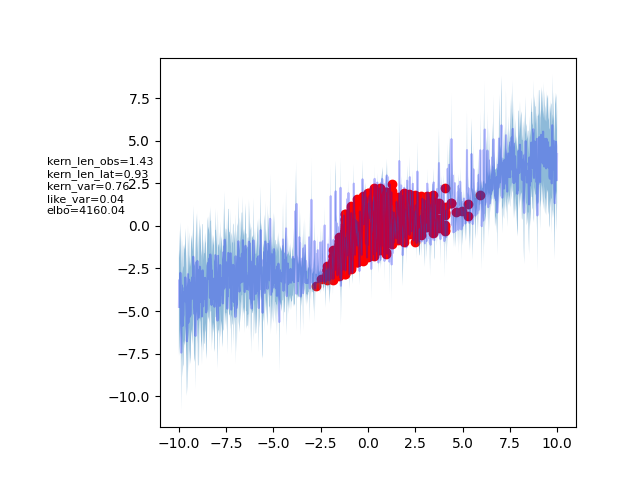 7.5
5.0
kern_len_obs=1.43
kern_len_lat=0.93
2.5
kern_var=0.76
like_var=0.04
elbo=4160.04
0.0
−2.5
−5.0
−7.5
−10.0
−10.0 −7.5 −5.0 −2.5 0.0 2.5 5.0 7.5 10.0